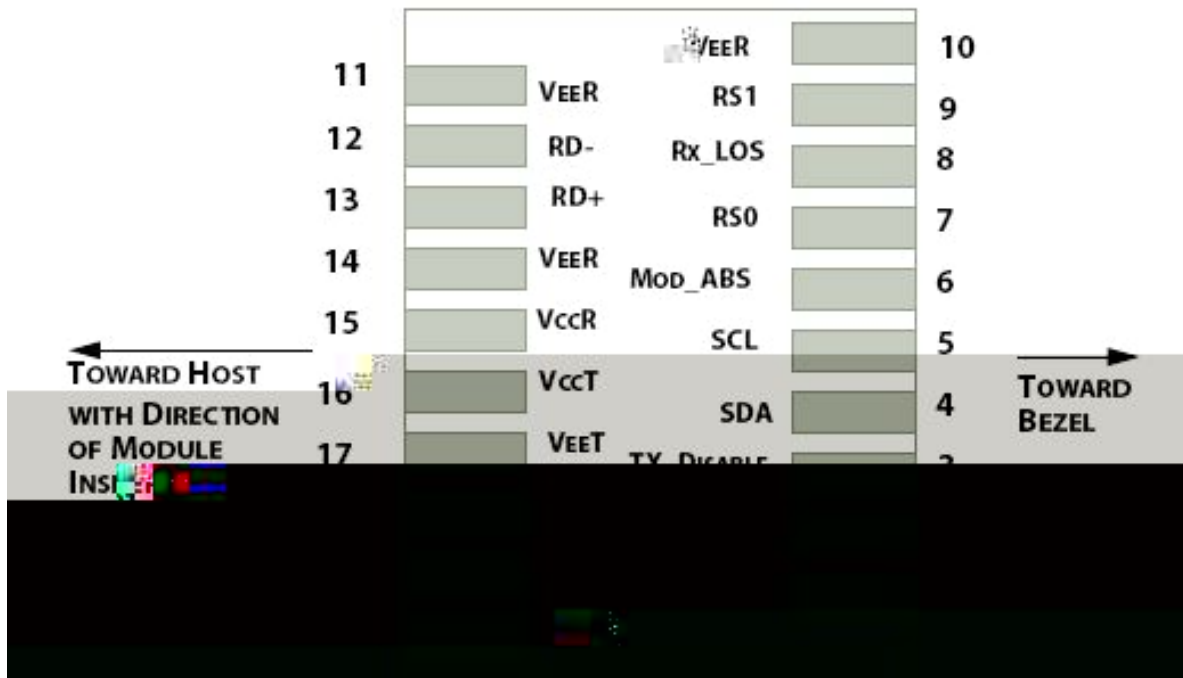 VEER 10
11 VEER
RS1 9
12 RD-
Rx_LOS 8
13 RD+
RS0 7
14 VEER
MOD_ABS 6
15 VCCR
SCL 5
TOWARD HOST
WITH DIRECTION
OF MODULE
16 VCCT
SDA 4
TOWARD
BEZEL
17 VEET
TX_DISABLE